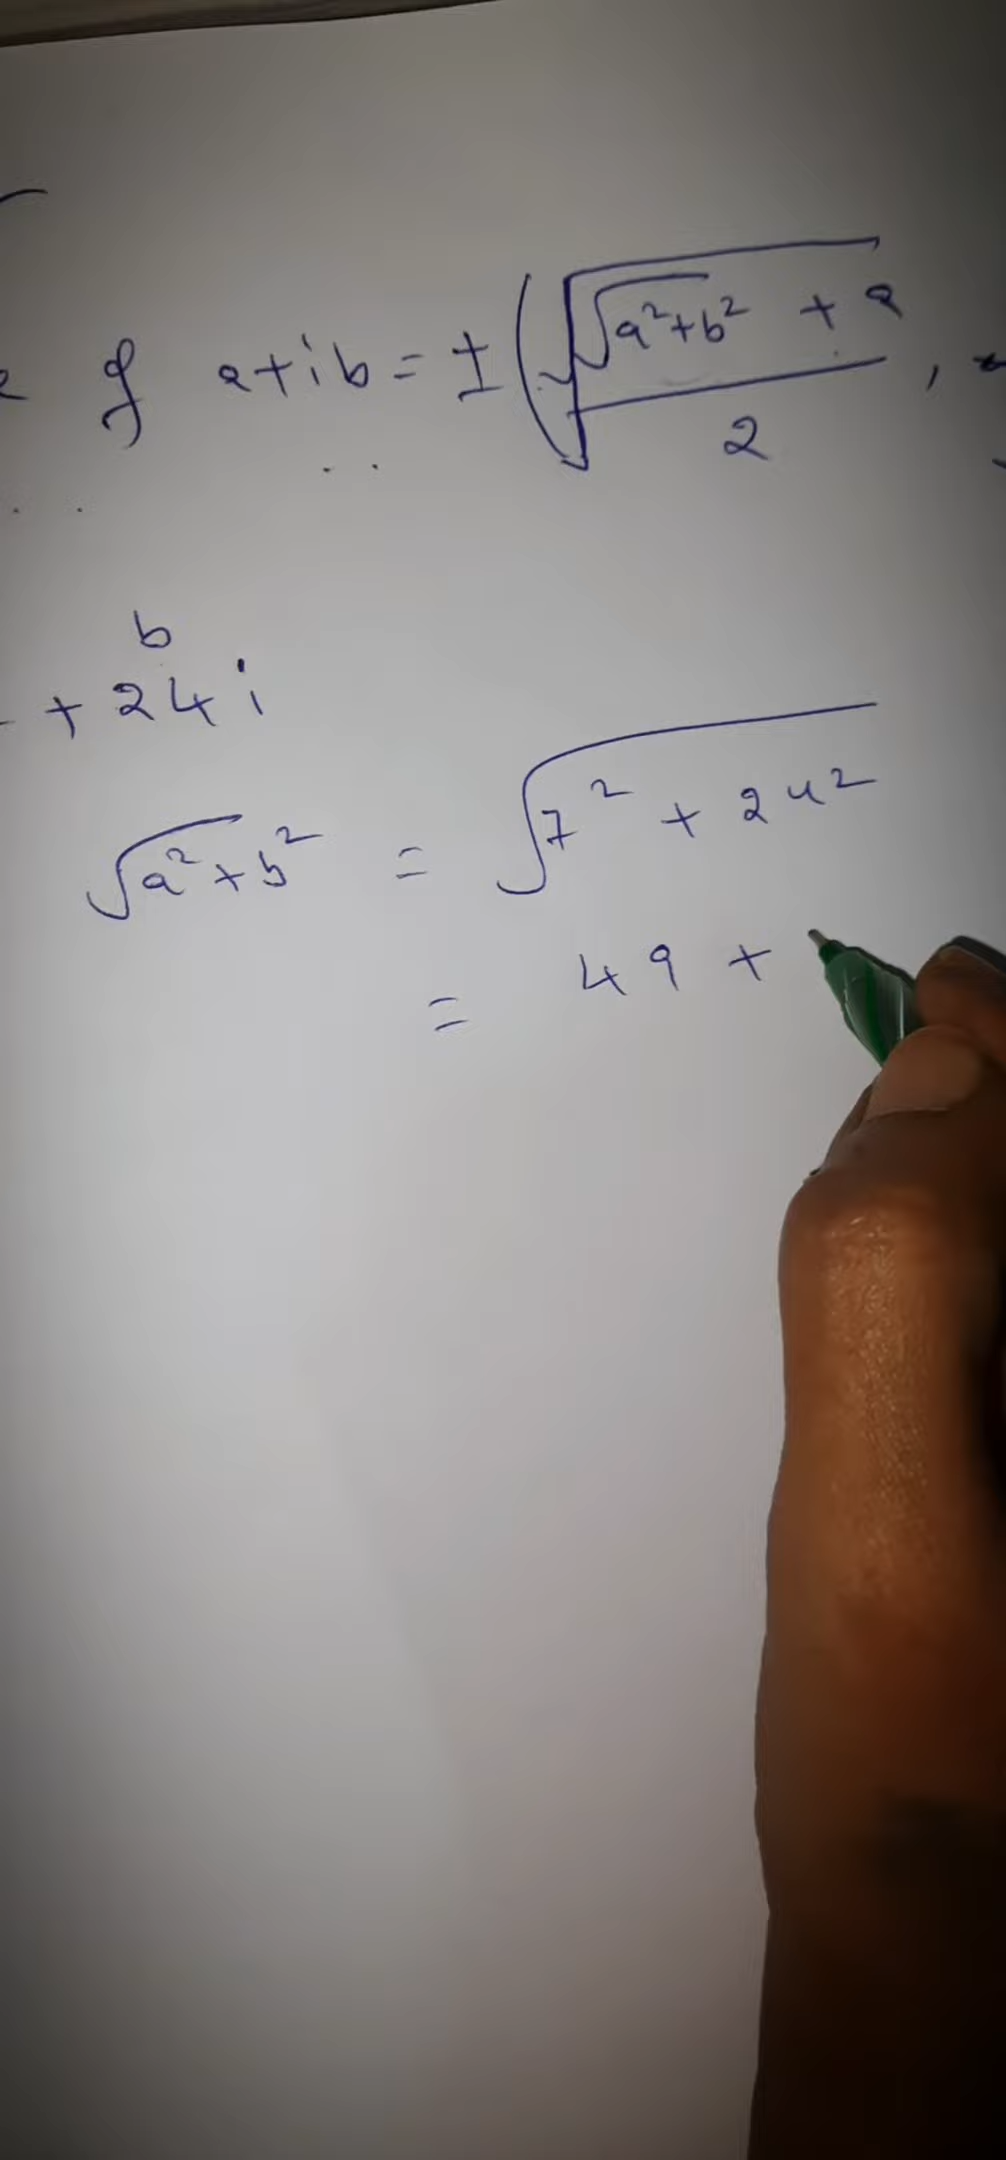 of a+ib = ± (√(√a²+b² + a)/2 ,
b
+ 24i
√a²+b² = √7² + 24²
= 49 +